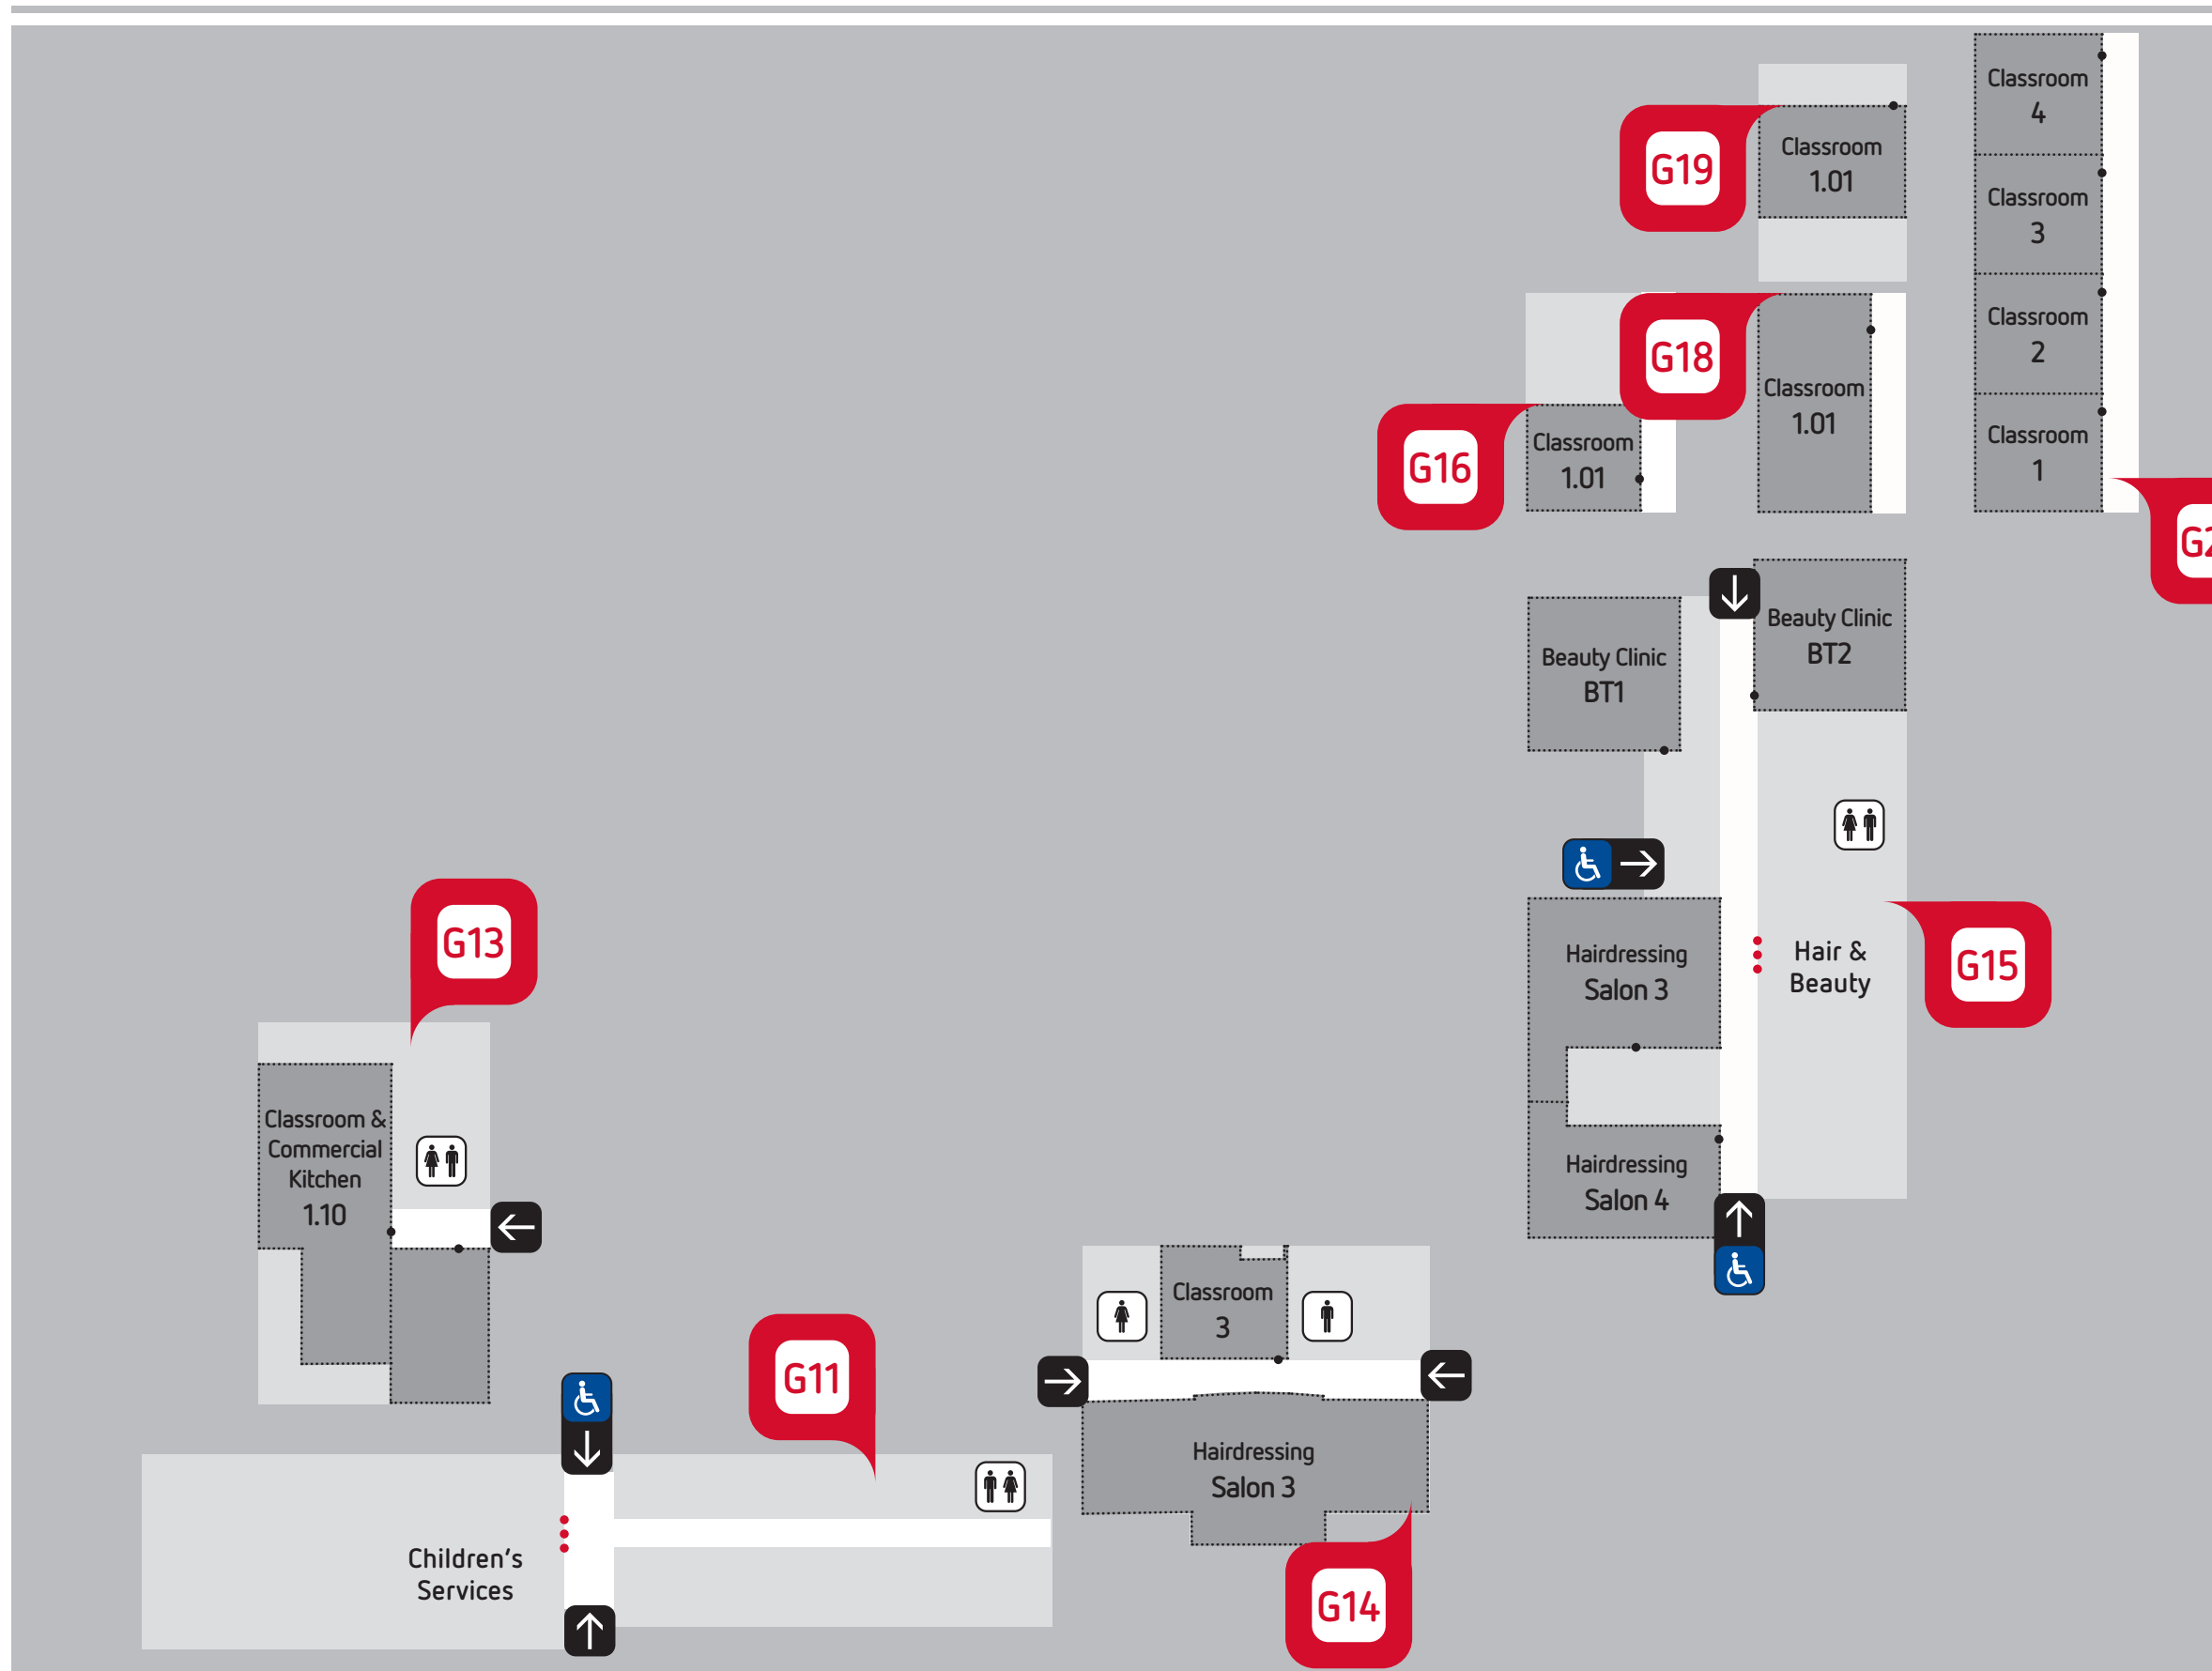 Classroom
4
Classroom
3
Classroom
2
Classroom
1
G19
Classroom
1.01
G18
Classroom
1.01
G16
Classroom
1.01
Beauty Clinic
BT2
Beauty Clinic
BT1
Hairdressing
Salon 3
Hair &
Beauty
G15
Hairdressing
Salon 4
G13
Classroom &
Commercial
Kitchen
1.10
Classroom
3
G11
Hairdressing
Salon 3
Children's
Services
G14